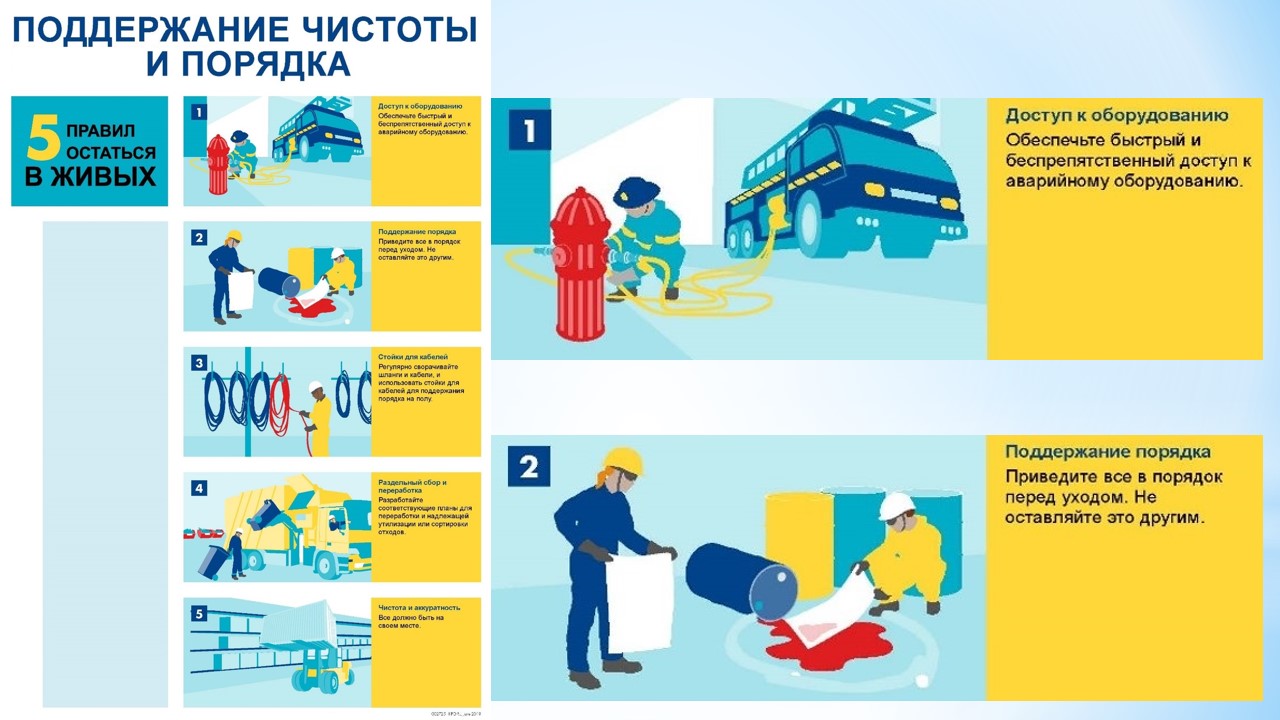 ПОДДЕРЖАНИЕ ЧИСТОТЫ
И ПОРЯДКА
5 ПРАВИЛ
ОСТАТЬСЯ
В ЖИВЫХ
1
Доступ к оборудованию
Обеспечьте быстрый и
беспрепятственный доступ к
аварийному оборудованию.
2
Поддержание порядка
Приведите все в порядок
перед уходом. Не
оставляйте это другим.
3
Стойки для кабелей
Регулярно сворачивайте
шланги и кабели, и
использовать стойки для
кабелей для поддержания
порядка на полу.
4
Раздельный сбор и
переработка
Разработайте
соответствующие планы для
переработки и надлежащей
утилизации или сортировки
отходов.
5
Чистота и аккуратность
Все должно быть на
своем месте.
1
Доступ к оборудованию
Обеспечьте быстрый и
беспрепятственный доступ к
аварийному оборудованию.
2
Поддержание порядка
Приведите все в порядок
перед уходом. Не
оставляйте это другим.